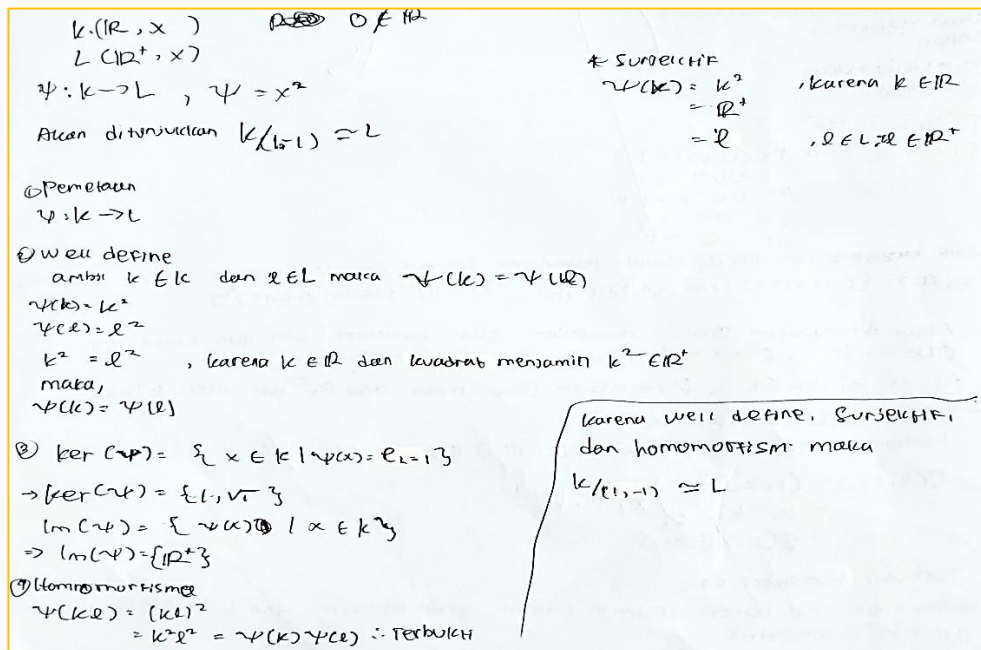 K (ℝ, ×) 0 ∉ ℝ
L (ℝ⁺, ×)
Ψ : K → L , Ψ = x²
Akan ditunjukkan K/(1,-1) ≃ L
① Pemetaan
Ψ : k → L
② Well define
ambil k ∈ K dan l ∈ L maka Ψ(k) = Ψ(l)
Ψ(k) = k²
Ψ(l) = l²
k² = l² , karena k ∈ ℝ dan kuadrat menjamin k² ∈ ℝ⁺
maka,
Ψ(k) = Ψ(l)
③ ker (Ψ) = { x ∈ k | Ψ(x) = e_L = 1 }
→ ker(Ψ) = {1, √1 }
Im (Ψ) = { Ψ(x) | x ∈ k }
⇒ Im(Ψ) = {ℝ⁺}
④ Homomorfisma
Ψ(kl) = (kl)²
= k²l² = Ψ(k) Ψ(l) ∴ Terbukti
* Surjektif
Ψ(k) = k² , karena k ∈ ℝ
= ℝ⁺
= l , l ∈ L, l ∈ ℝ⁺
karena well define, surjektif,
dan homomorfism maka
K/(1,-1) ≃ L